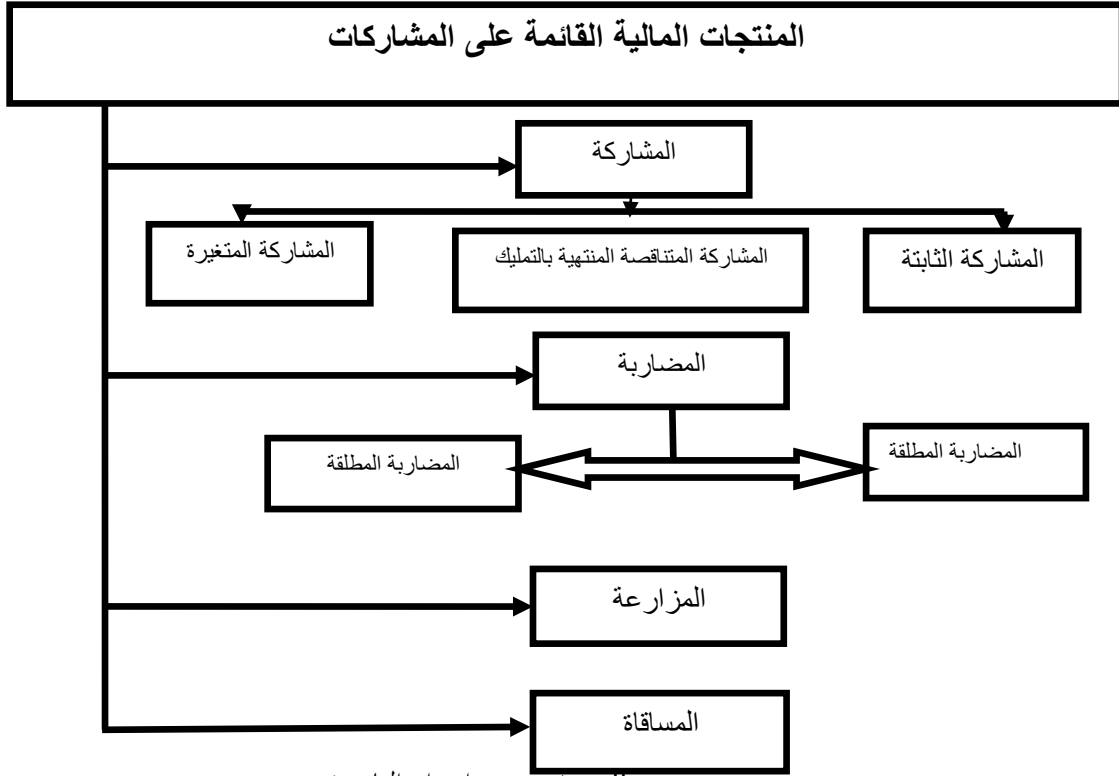 المنتجات المالية القائمة على المشاركات
المشاركة
المشاركة الثابتة
المشاركة المتناقصة المنتهية بالتمليك
المشاركة المتغيرة
المضاربة
المضاربة المطلقة
المضاربة المطلقة
المزارعة
المساقاة